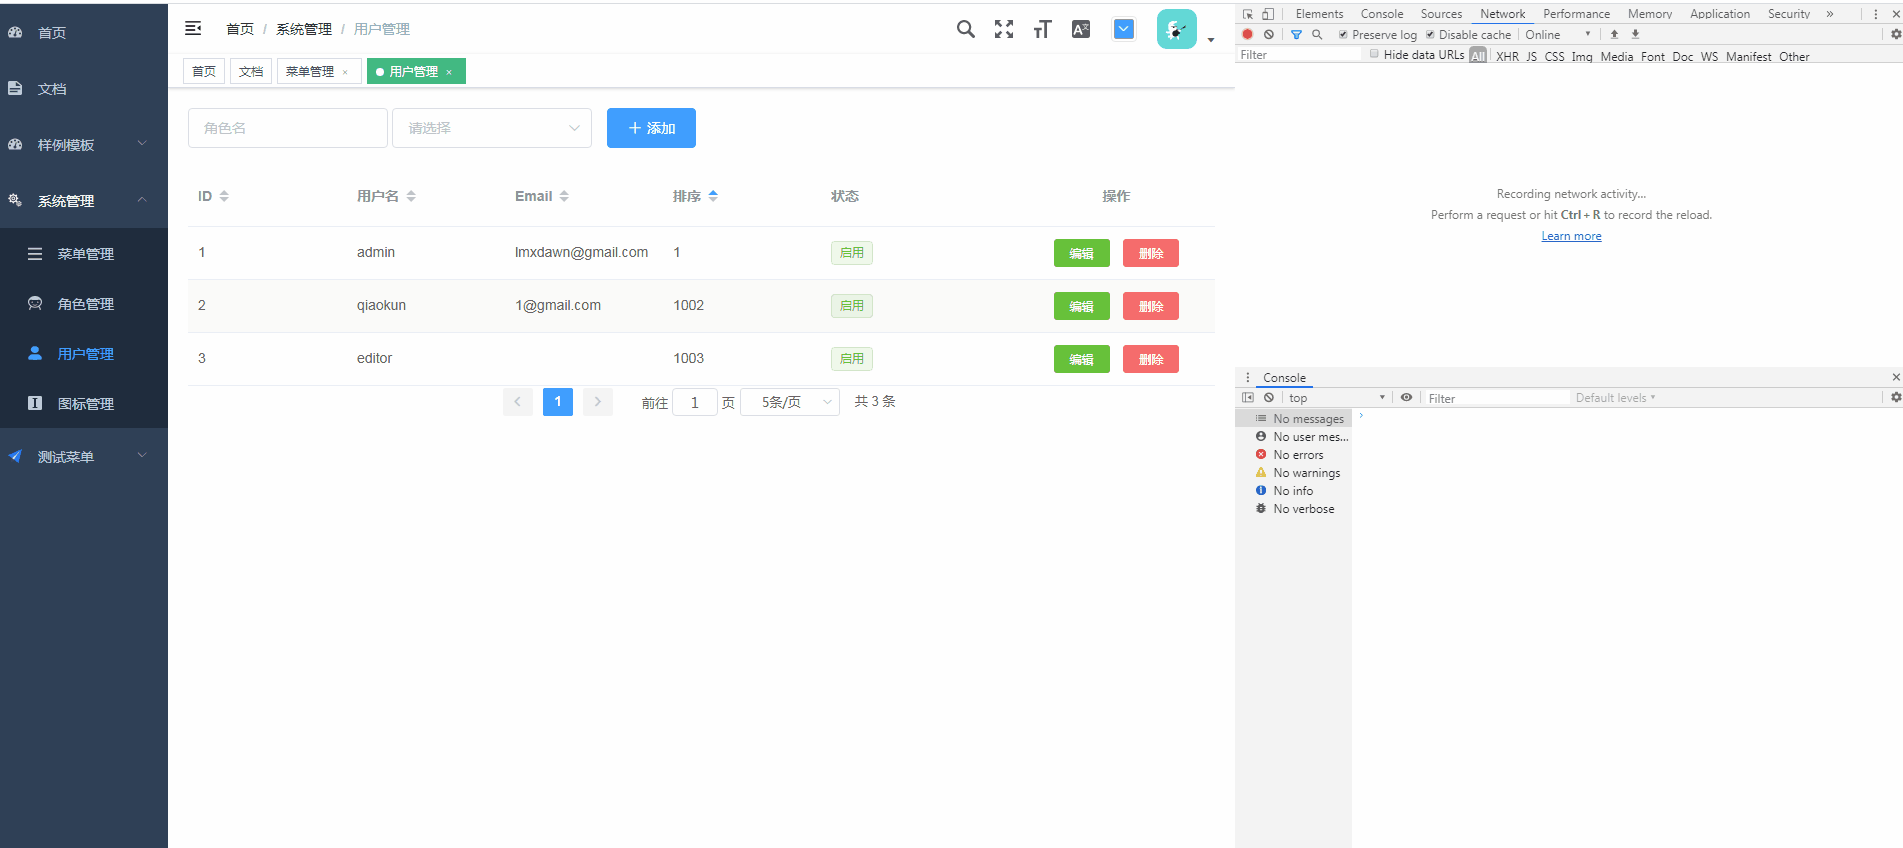 首页
文档
样例模板
系统管理
菜单管理
角色管理
用户管理
图标管理
测试菜单
首页 / 系统管理 / 用户管理
首页 文档 菜单管理 × 用户管理 ×
角色名 请选择 添加
ID 用户名 Email 排序 状态 操作
1 admin lmxdawn@gmail.com 1 启用 编辑 删除
2 qiaokun 1@gmail.com 1002 启用 编辑 删除
3 editor 1003 启用 编辑 删除
1 前往 1 页 5条/页 共 3 条
Elements Console Sources Network Performance Memory Application Security »
Preserve log Disable cache Online
Filter Hide data URLs All XHR JS CSS Img Media Font Doc WS Manifest Other
Recording network activity...
Perform a request or hit Ctrl + R to record the reload.
Learn more
Console
top Filter Default levels
No messages
No user mes...
No errors
No warnings
No info
No verbose